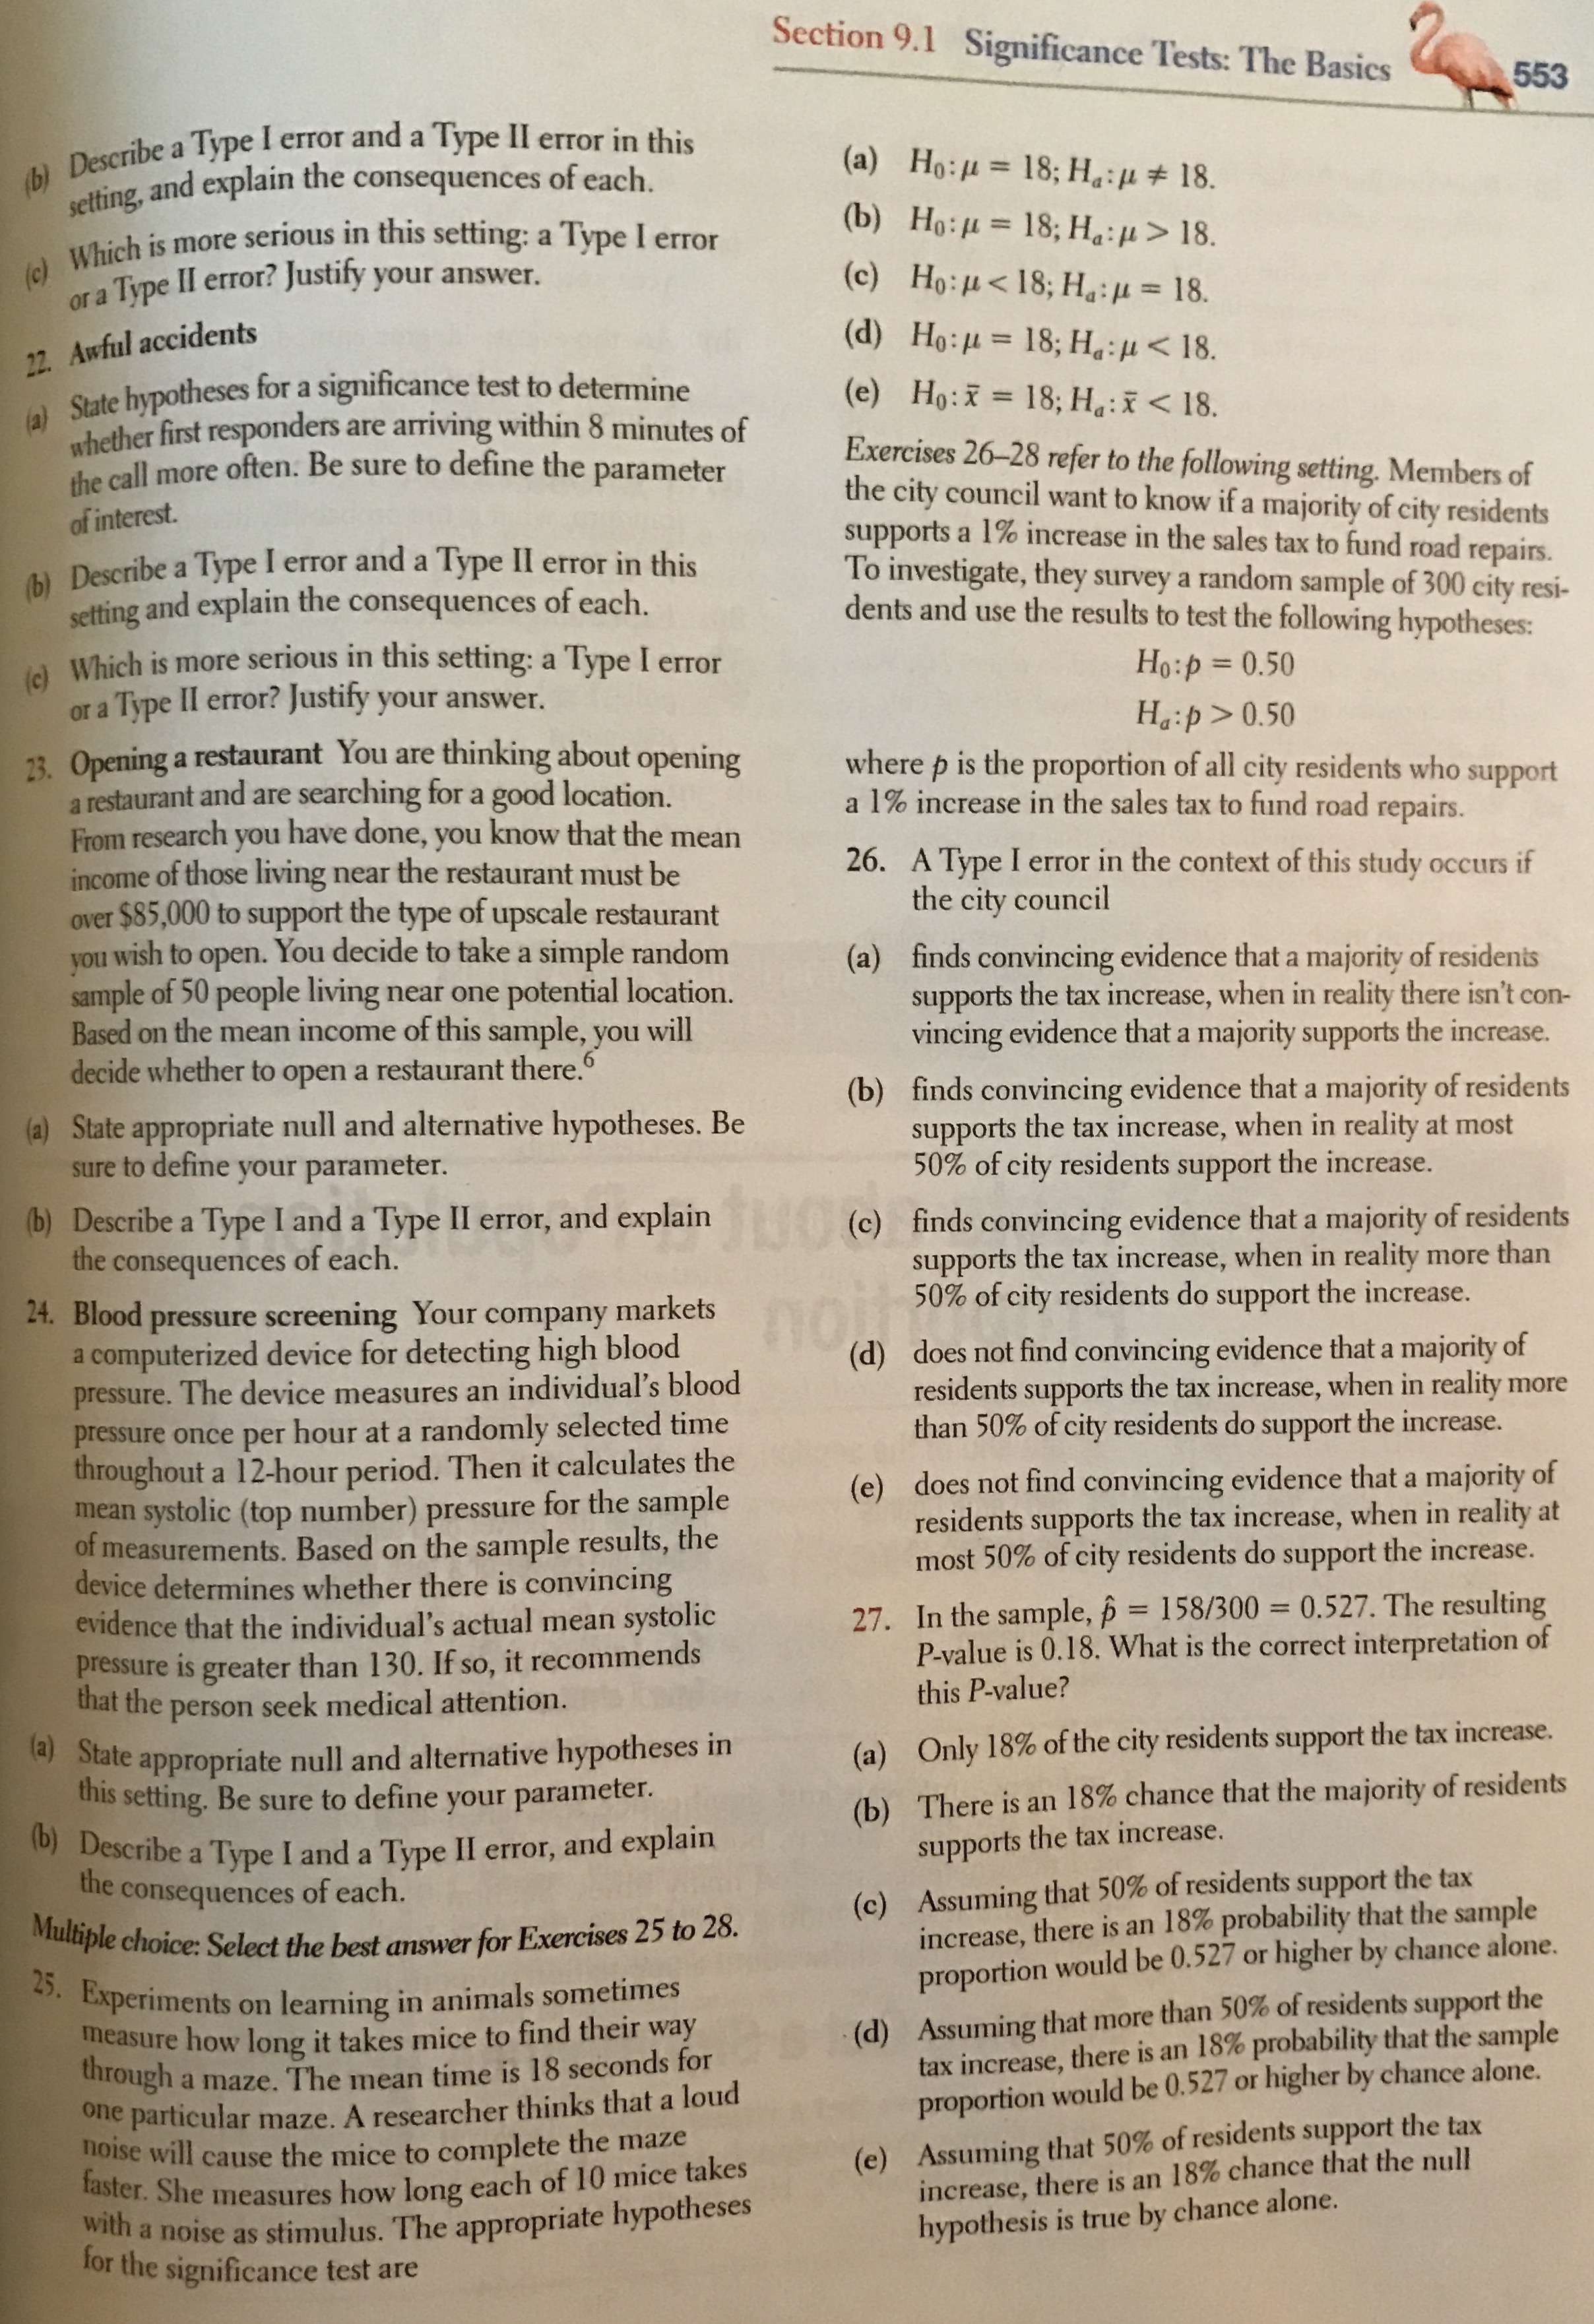 Section 9.1 Significance Tests: The Basics 553
(b) Describe a Type I error and a Type II error in this
setting, and explain the consequences of each.
(c) Which is more serious in this setting: a Type I error
or a Type II error? Justify your answer.
22. Awful accidents
(a) State hypotheses for a significance test to determine
whether first responders are arriving within 8 minutes of
the call more often. Be sure to define the parameter
of interest.
(b) Describe a Type I error and a Type II error in this
setting and explain the consequences of each.
(c) Which is more serious in this setting: a Type I error
or a Type II error? Justify your answer.
23. Opening a restaurant You are thinking about opening
a restaurant and are searching for a good location.
From research you have done, you know that the mean
income of those living near the restaurant must be
over $85,000 to support the type of upscale restaurant
you wish to open. You decide to take a simple random
sample of 50 people living near one potential location.
Based on the mean income of this sample, you will
decide whether to open a restaurant there.⁶
(a) State appropriate null and alternative hypotheses. Be
sure to define your parameter.
(b) Describe a Type I and a Type II error, and explain
the consequences of each.
24. Blood pressure screening Your company markets
a computerized device for detecting high blood
pressure. The device measures an individual's blood
pressure once per hour at a randomly selected time
throughout a 12-hour period. Then it calculates the
mean systolic (top number) pressure for the sample
of measurements. Based on the sample results, the
device determines whether there is convincing
evidence that the individual's actual mean systolic
pressure is greater than 130. If so, it recommends
that the person seek medical attention.
(a) State appropriate null and alternative hypotheses in
this setting. Be sure to define your parameter.
(b) Describe a Type I and a Type II error, and explain
the consequences of each.
Multiple choice: Select the best answer for Exercises 25 to 28.
25. Experiments on learning in animals sometimes
measure how long it takes mice to find their way
through a maze. The mean time is 18 seconds for
one particular maze. A researcher thinks that a loud
noise will cause the mice to complete the maze
faster. She measures how long each of 10 mice takes
with a noise as stimulus. The appropriate hypotheses
for the significance test are
(a) H₀: μ = 18; Hₐ: μ ≠ 18.
(b) H₀: μ = 18; Hₐ: μ > 18.
(c) H₀: μ < 18; Hₐ: μ = 18.
(d) H₀: μ = 18; Hₐ: μ < 18.
(e) H₀: x̄ = 18; Hₐ: x̄ < 18.
Exercises 26–28 refer to the following setting. Members of
the city council want to know if a majority of city residents
supports a 1% increase in the sales tax to fund road repairs.
To investigate, they survey a random sample of 300 city resi-
dents and use the results to test the following hypotheses:
H₀: p = 0.50
Hₐ: p > 0.50
where p is the proportion of all city residents who support
a 1% increase in the sales tax to fund road repairs.
26. A Type I error in the context of this study occurs if
the city council
(a) finds convincing evidence that a majority of residents
supports the tax increase, when in reality there isn't con-
vincing evidence that a majority supports the increase.
(b) finds convincing evidence that a majority of residents
supports the tax increase, when in reality at most
50% of city residents support the increase.
(c) finds convincing evidence that a majority of residents
supports the tax increase, when in reality more than
50% of city residents do support the increase.
(d) does not find convincing evidence that a majority of
residents supports the tax increase, when in reality more
than 50% of city residents do support the increase.
(e) does not find convincing evidence that a majority of
residents supports the tax increase, when in reality at
most 50% of city residents do support the increase.
27. In the sample, p̂ = 158/300 = 0.527. The resulting
P-value is 0.18. What is the correct interpretation of
this P-value?
(a) Only 18% of the city residents support the tax increase.
(b) There is an 18% chance that the majority of residents
supports the tax increase.
(c) Assuming that 50% of residents support the tax
increase, there is an 18% probability that the sample
proportion would be 0.527 or higher by chance alone.
(d) Assuming that more than 50% of residents support the
tax increase, there is an 18% probability that the sample
proportion would be 0.527 or higher by chance alone.
(e) Assuming that 50% of residents support the tax
increase, there is an 18% chance that the null
hypothesis is true by chance alone.